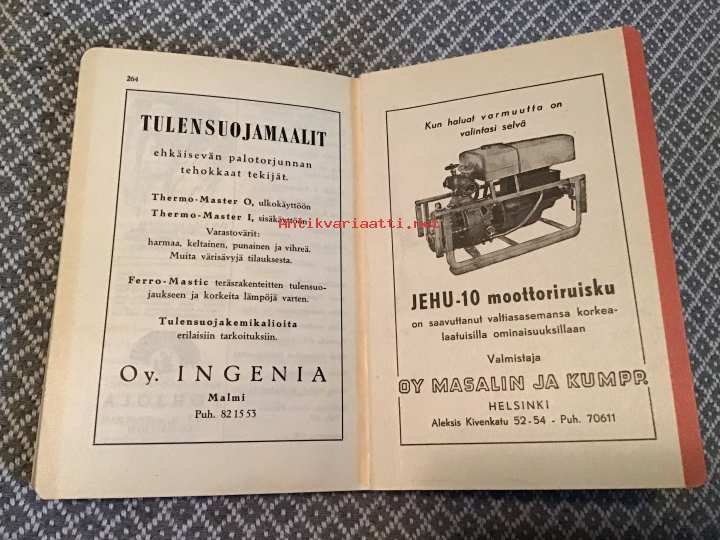 264
TULENSUOJAMAALIT
ehkäisevän palotorjunnan
tehokkaat tekijät.
Thermo-Master O, ulkokäyttöön
Thermo-Master I, sisäkäyttöön
Varastovärit:
harmaa, keltainen, punainen ja vihreä.
Muita värisävyjä tilauksesta.
Ferro-Mastic teräsrakenteitten tulensuo-
jaukseen ja korkeita lämpöjä varten.
Tulensuojakemikalioita
erilaisiin tarkoituksiin.
Oy. INGENIA
Malmi
Puh. 82 15 53
Antikvariaatti.net
Kun haluat varmuutta on
valintasi selvä
JEHU-10 moottoriruisku
on saavuttanut valtiasasemansa korkea-
laatuisilla ominaisuuksillaan
Valmistaja
OY MASALIN JA KUMPP.
HELSINKI
Aleksis Kivenkatu 52-54 - Puh. 70611